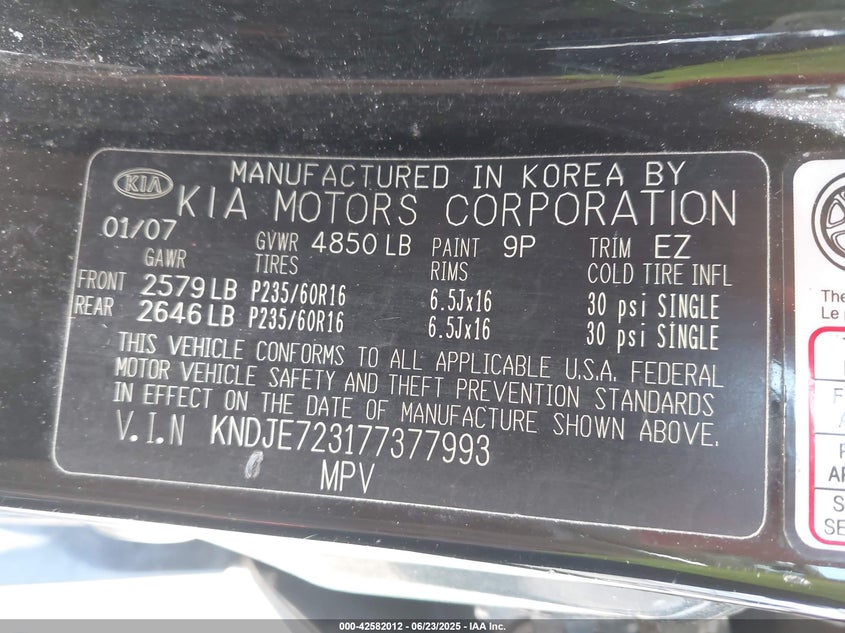 KIA
MANUFACTURED IN KOREA BY
KIA MOTORS CORPORATION
01/07 GVWR 4850 LB PAINT 9P TRIM EZ
GAWR TIRES RIMS COLD TIRE INFL
FRONT 2579 LB P235/60R16 6.5Jx16 30 psi SINGLE
REAR 2646 LB P235/60R16 6.5Jx16 30 psi SINGLE
THIS VEHICLE CONFORMS TO ALL APPLICABLE U.S.A. FEDERAL
MOTOR VEHICLE SAFETY AND THEFT PREVENTION STANDARDS
IN EFFECT ON THE DATE OF MANUFACTURE SHOWN ABOVE.
V.I.N KNDJE723177377993
MPV
The
Le
000-42582012 - 06/23/2025 - IAA Inc.